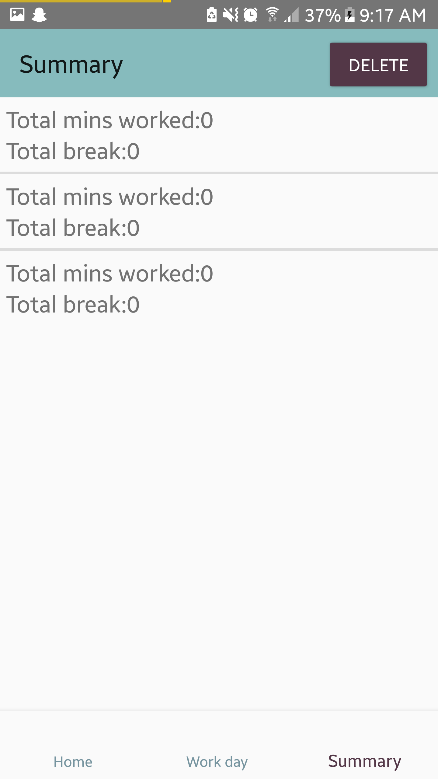 37% 9:17 AM
Summary
DELETE
Total mins worked:0
Total break:0
Total mins worked:0
Total break:0
Total mins worked:0
Total break:0
Home Work day Summary